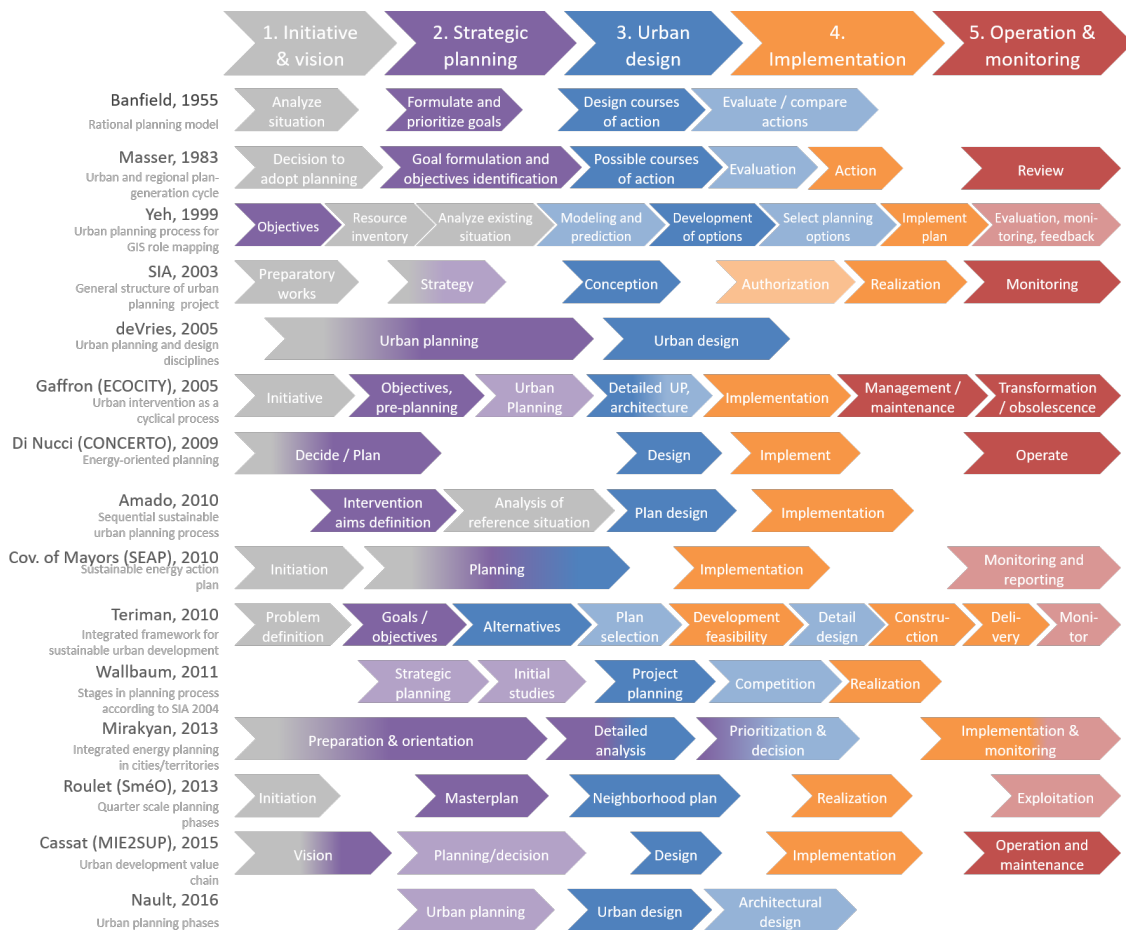 1. Initiative
& vision
2. Strategic
planning
3. Urban
design
4.
Implementation
5. Operation &
monitoring
Banfield, 1955
Rational planning model
Analyze
situation
Formulate and
prioritize goals
Design courses
of action
Evaluate / compare
actions
Masser, 1983
Urban and regional plan-
generation cycle
Decision to
adopt planning
Goal formulation and
objectives identification
Possible courses
of action
Evaluation
Action
Review
Yeh, 1999
Urban planning process for
GIS role mapping
Objectives
Resource
inventory
Analyze existing
situation
Modeling and
prediction
Development
of options
Select planning
options
Implement
plan
Evaluation, moni-
toring, feedback
SIA, 2003
General structure of urban
planning project
Preparatory
works
Strategy
Conception
Authorization
Realization
Monitoring
deVries, 2005
Urban planning and design
disciplines
Urban planning
Urban design
Gaffron (ECOCITY), 2005
Urban intervention as a
cyclical process
Initiative
Objectives,
pre-planning
Urban
Planning
Detailed UP,
architecture
Implementation
Management /
maintenance
Transformation
/ obsolescence
Di Nucci (CONCERTO), 2009
Energy-oriented planning
Decide / Plan
Design
Implement
Operate
Amado, 2010
Sequential sustainable
urban planning process
Intervention
aims definition
Analysis of
reference situation
Plan design
Implementation
Cov. of Mayors (SEAP), 2010
Sustainable energy action
plan
Initiation
Planning
Implementation
Monitoring and
reporting
Teriman, 2010
Integrated framework for
sustainable urban development
Problem
definition
Goals /
objectives
Alternatives
Plan
selection
Development
feasibility
Detail
design
Constru-
ction
Deli-
very
Moni-
tor
Wallbaum, 2011
Stages in planning process
according to SIA 2004
Strategic
planning
Initial
studies
Project
planning
Competition
Realization
Mirakyan, 2013
Integrated energy planning
in cities/territories
Preparation & orientation
Detailed
analysis
Prioritization &
decision
Implementation &
monitoring
Roulet (SméO), 2013
Quarter scale planning
phases
Initiation
Masterplan
Neighborhood plan
Realization
Exploitation
Cassat (MIE2SUP), 2015
Urban development value
chain
Vision
Planning/decision
Design
Implementation
Operation and
maintenance
Nault, 2016
Urban planning phases
Urban planning
Urban design
Architectural
design